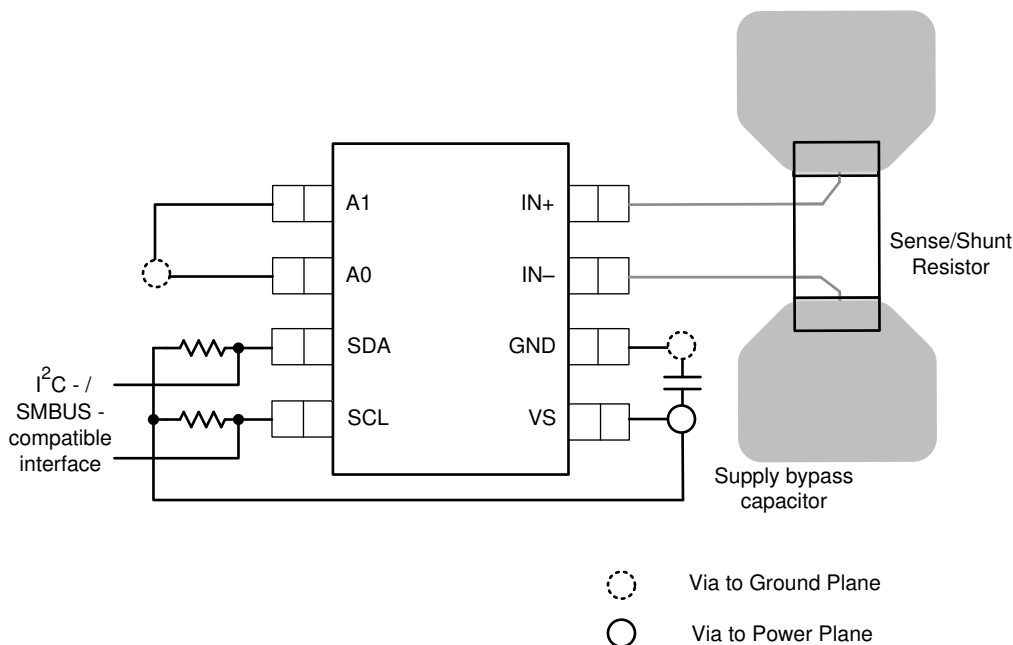 A1
A0
SDA
SCL
IN+
IN–
GND
VS
I²C - /
SMBUS -
compatible
interface
Sense/Shunt
Resistor
Supply bypass
capacitor
Via to Ground Plane
Via to Power Plane